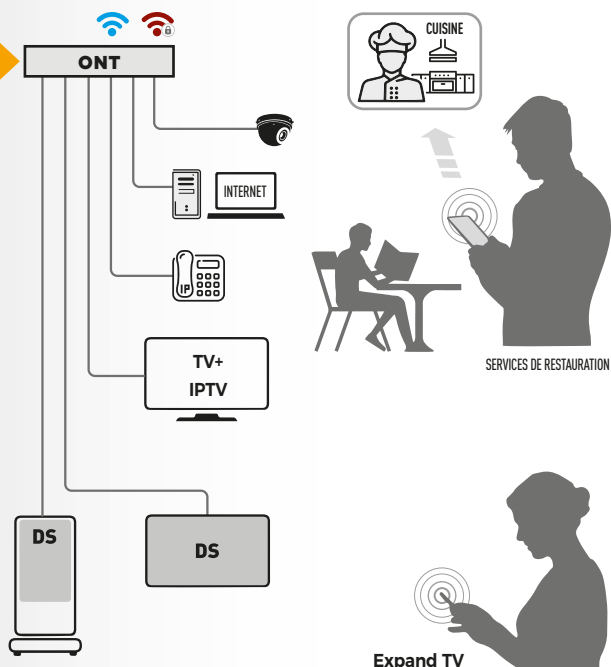 ONT
CUISINE
INTERNET
IP
TV+
IPTV
SERVICES DE RESTAURATION
DS
DS
Expand TV